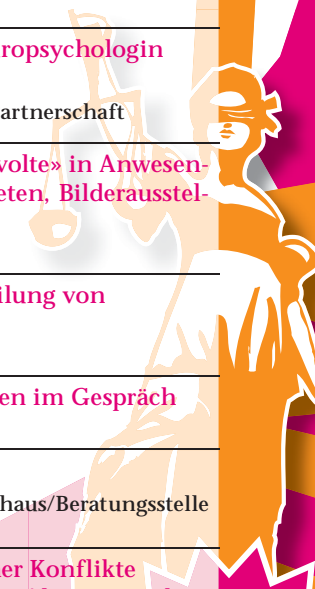 ropsychologin
artnerschaft
volte» in Anwesen-
eten, Bilderausstel-
ilung von
en im Gespräch
haus/Beratungsstelle
er Konflikte